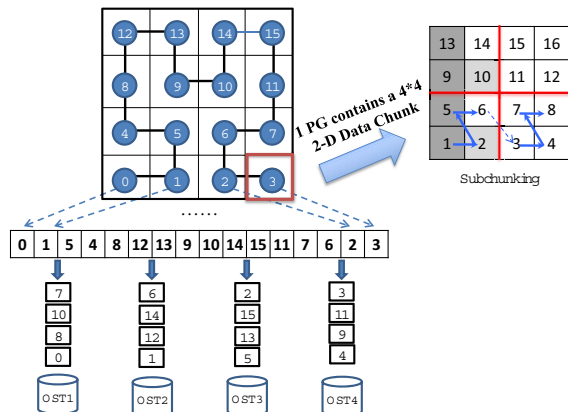 12 13 14 15
8 9 10 11
4 5 6 7
0 1 2 3
1 PG contains a 4*4
2-D Data Chunk
13 14 15 16
9 10 11 12
5 6 7 8
1 2 3 4
Subchunking
......
0 1 5 4 8 12 13 9 10 14 15 11 7 6 2 3
7 6 2 3
10 14 15 11
8 12 13 9
0 1 5 4
OST1 OST2 OST3 OST4